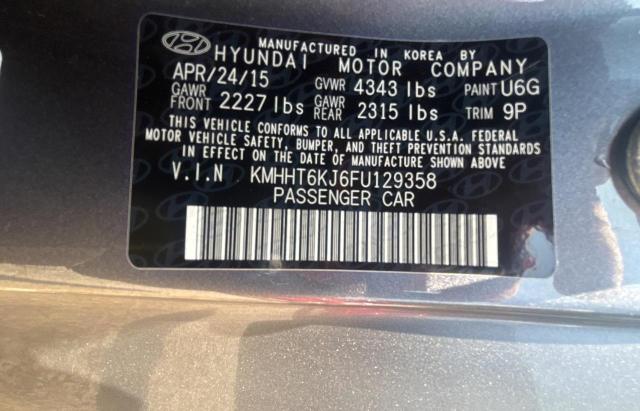 MANUFACTURED IN KOREA BY
HYUNDAI MOTOR COMPANY
APR/24/15 GVWR 4343 lbs PAINT U6G
GAWR FRONT 2227 lbs GAWR REAR 2315 lbs TRIM 9P
THIS VEHICLE CONFORMS TO ALL APPLICABLE U.S.A. FEDERAL
MOTOR VEHICLE SAFETY, BUMPER, AND THEFT PREVENTION STANDARDS
IN EFFECT ON THE DATE OF MANUFACTURE SHOWN ABOVE
V.I.N KMHHT6KJ6FU129358
PASSENGER CAR